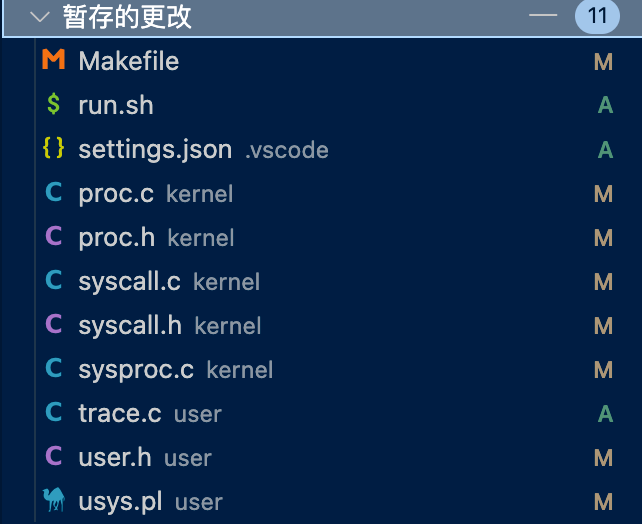 暂存的更改 11
Makefile M
run.sh A
settings.json .vscode A
proc.c kernel M
proc.h kernel M
syscall.c kernel M
syscall.h kernel M
sysproc.c kernel M
trace.c user A
user.h user M
usys.pl user M